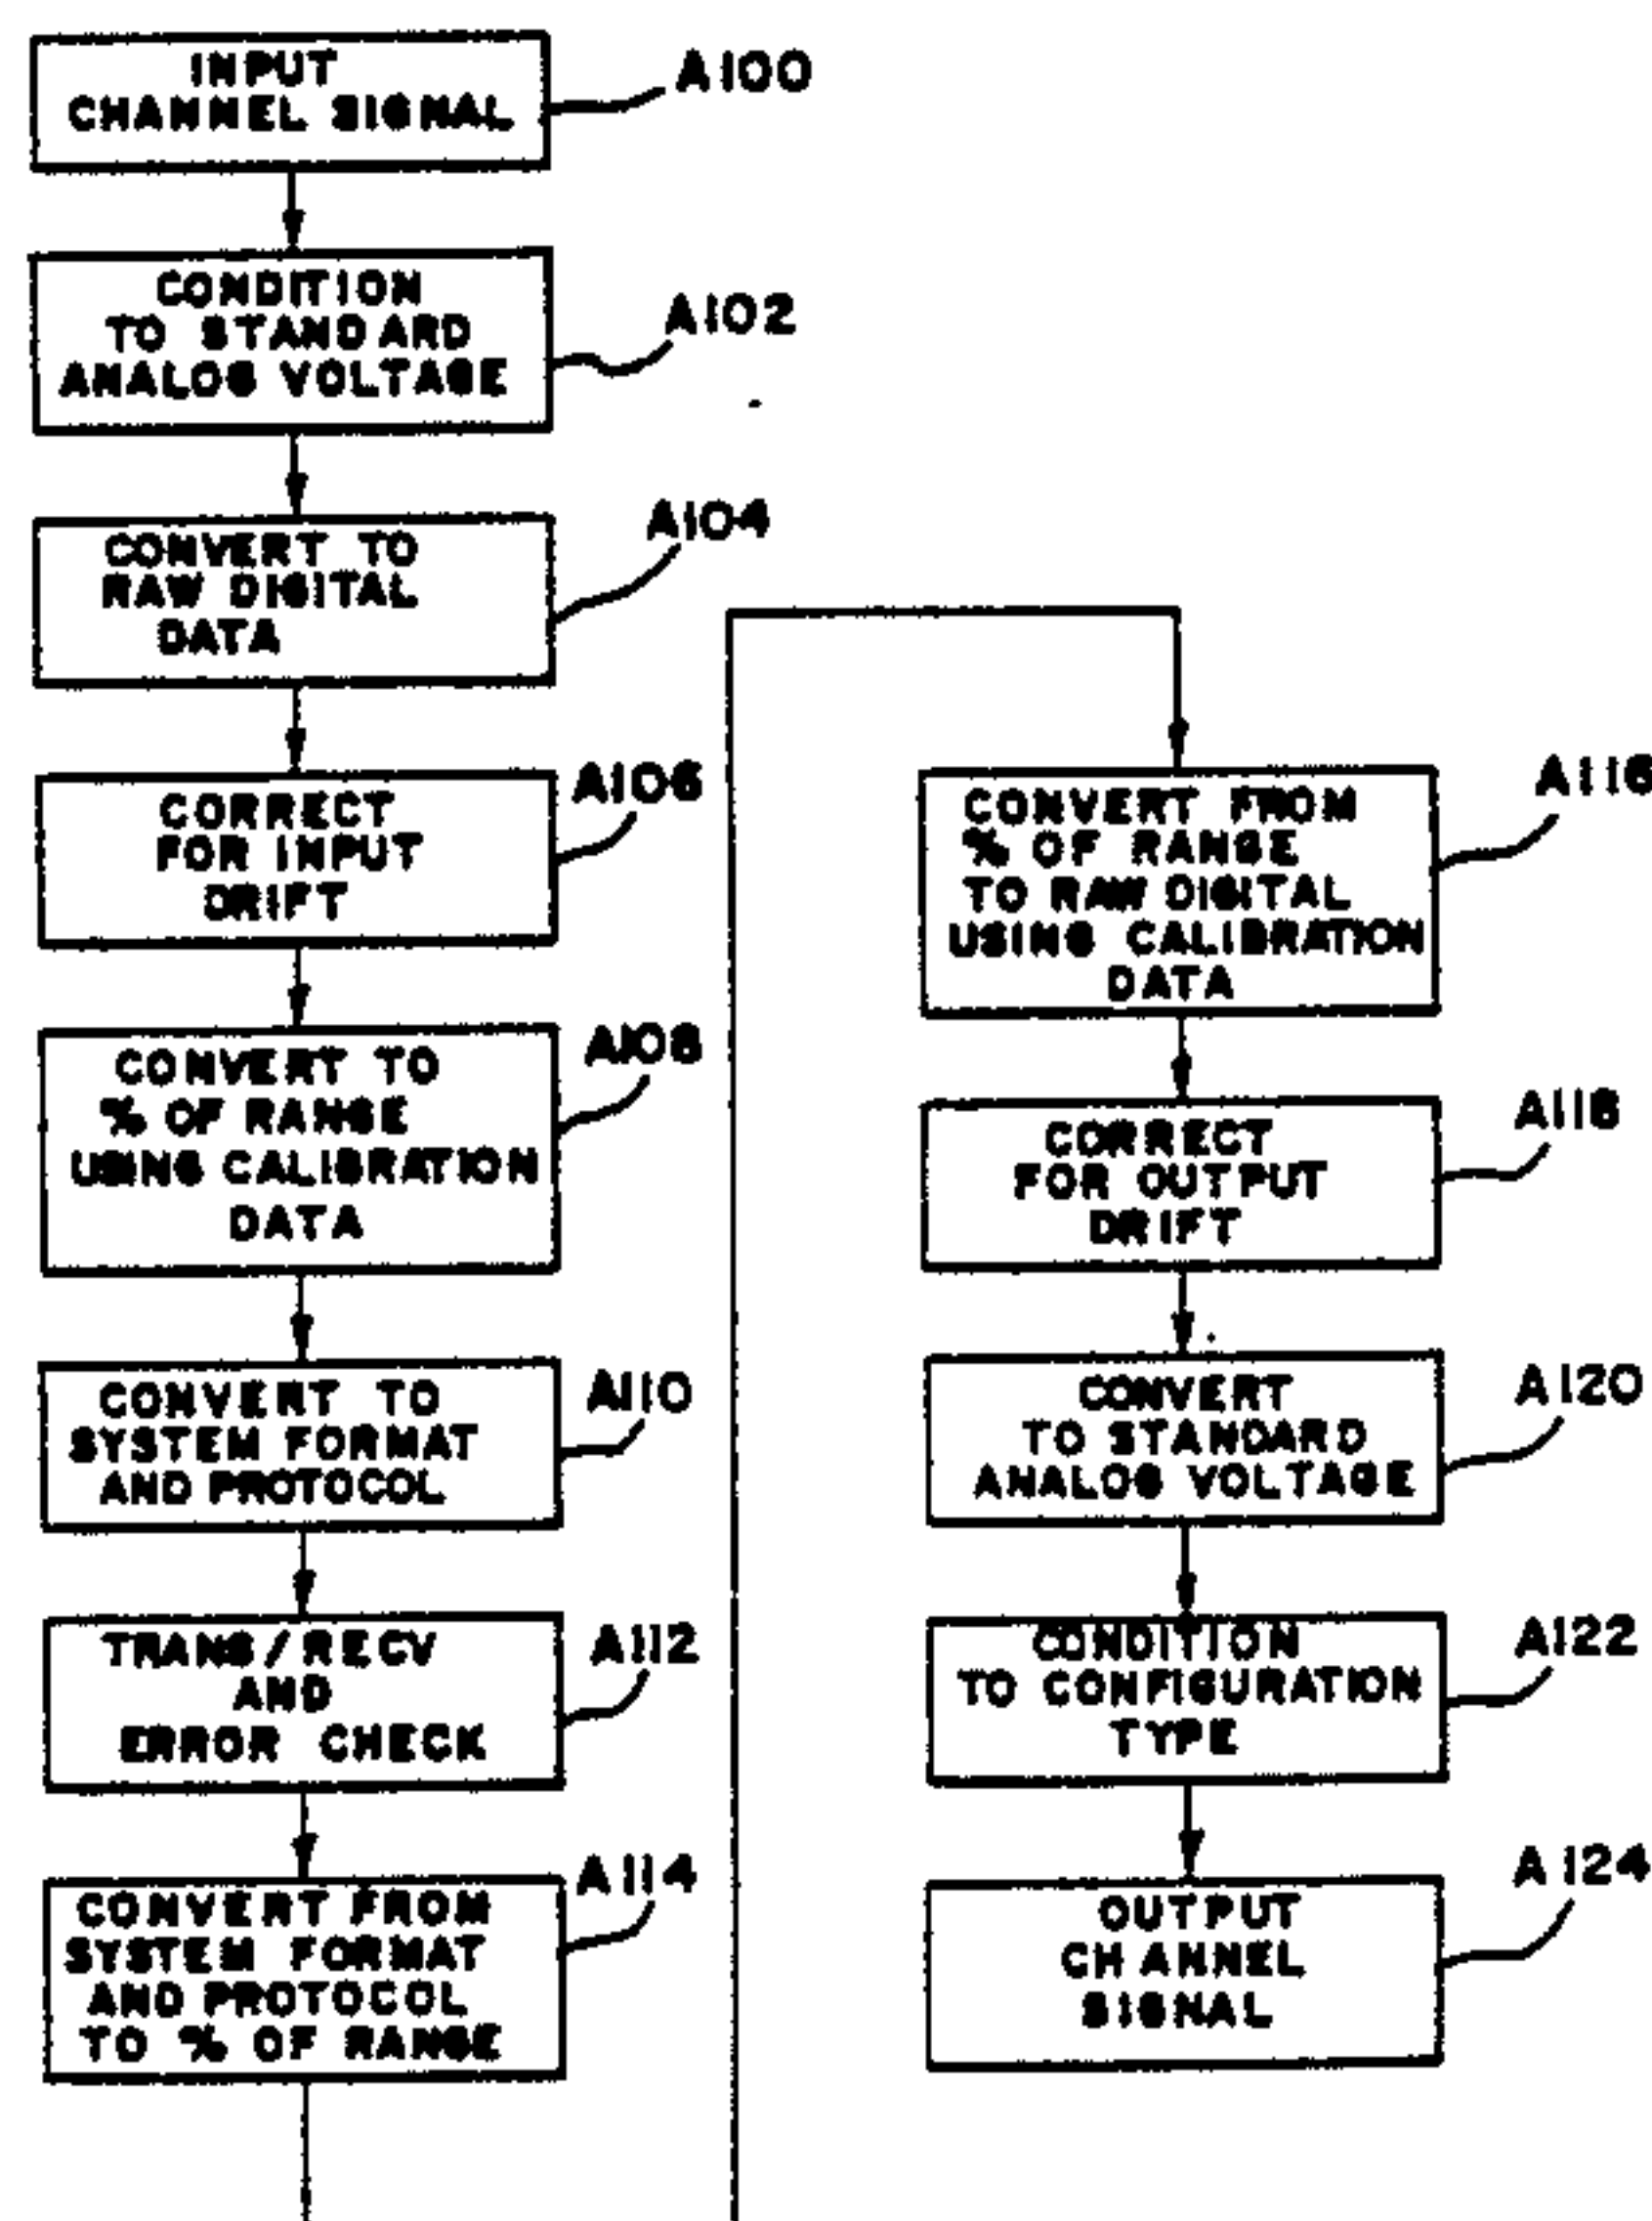 INPUT
CHANNEL SIGNAL
A100
CONDITION
TO STANDARD
ANALOG VOLTAGE
A102
CONVERT TO
RAW DIGITAL
DATA
A104
CORRECT
FOR INPUT
DRIFT
A106
CONVERT TO
% OF RANGE
USING CALIBRATION
DATA
A108
CONVERT TO
SYSTEM FORMAT
AND PROTOCOL
A110
TRANS/RECV
AND
ERROR CHECK
A112
CONVERT FROM
SYSTEM FORMAT
AND PROTOCOL
TO % OF RANGE
A114
CONVERT FROM
% OF RANGE
TO RAW DIGITAL
USING CALIBRATION
DATA
A116
CORRECT
FOR OUTPUT
DRIFT
A118
CONVERT
TO STANDARD
ANALOG VOLTAGE
A120
CONDITION
TO CONFIGURATION
TYPE
A122
OUTPUT
CHANNEL
SIGNAL
A124